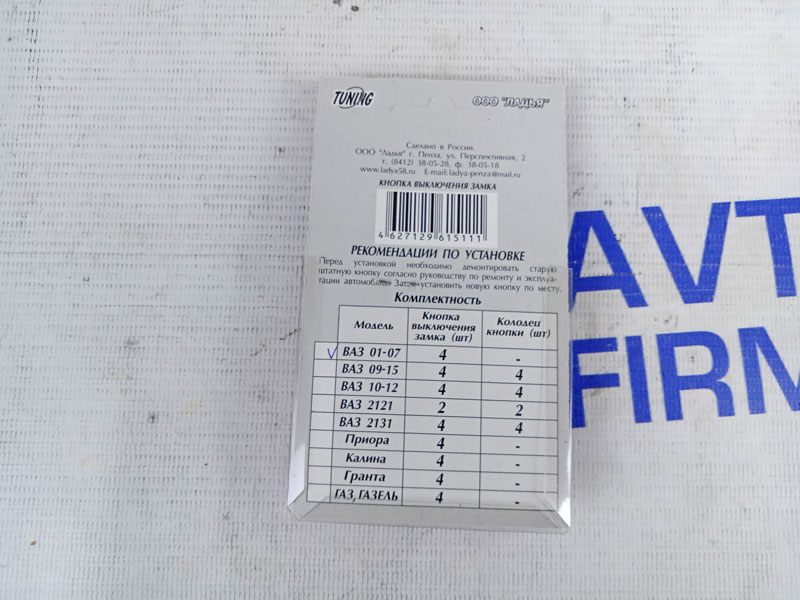 TUNING
ООО "ЛАДЬЯ"
Сделано в России.
ООО "Ладья" г. Пенза, ул. Перспективная, 2
т. (8412) 38-05-28, ф. 38-05-18
www.ladya58.ru E-mail:ladya-penza@mail.ru
КНОПКА ВЫКЛЮЧЕНИЯ ЗАМКА
4 627129 615111
РЕКОМЕНДАЦИИ ПО УСТАНОВКЕ
Перед установкой необходимо демонтировать старую
штатную кнопку согласно руководству по ремонту и эксплуа-
тации автомобиля. Затем установить новую кнопку по месту.
Комплектность
Модель Кнопка выключения замка (шт) Колодец кнопки (шт)
V ВАЗ 01-07 4 -
ВАЗ 09-15 4 4
ВАЗ 10-12 4 4
ВАЗ 2121 2 2
ВАЗ 2131 4 4
Приора 4 -
Калина 4 -
Гранта 4 -
ГАЗ, ГАЗЕЛЬ 4 -
AVT
FIRM